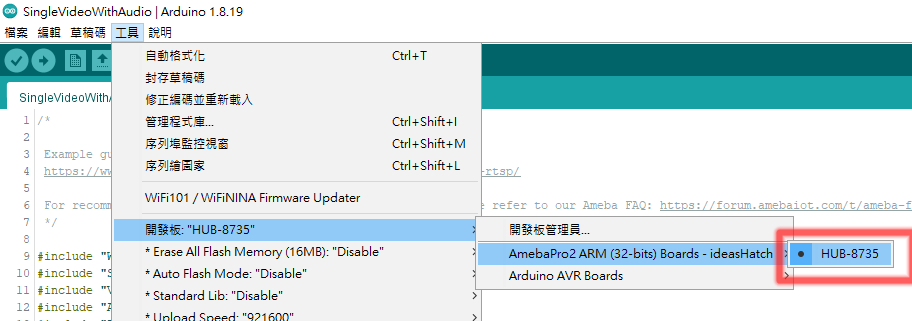 SingleVideoWithAudio | Arduino 1.8.19
檔案 編輯 草稿碼 工具 說明
自動格式化 Ctrl+T
封存草稿碼
修正編碼並重新載入
管理程式庫... Ctrl+Shift+I
序列埠監控視窗 Ctrl+Shift+M
序列繪圖家 Ctrl+Shift+L
WiFi101 / WiFiNINA Firmware Updater
開發板: "HUB-8735"
* Erase All Flash Memory (16MB): "Disable"
* Auto Flash Mode: "Disable"
* Standard Lib: "Disable"
* Upload Speed: "921600"
開發板管理員...
AmebaPro2 ARM (32-bits) Boards - ideasHatch
Arduino AVR Boards
HUB-8735
SingleVideoWith
1 /*
2
3 Example gu
4 https://ww -rtsp/
5
6 For recomm e refer to our Ameba FAQ: https://forum.amebaiot.com/t/ameba-f
7 */
8
9 #include "W
10 #include "S
11 #include "V
12 #include "A